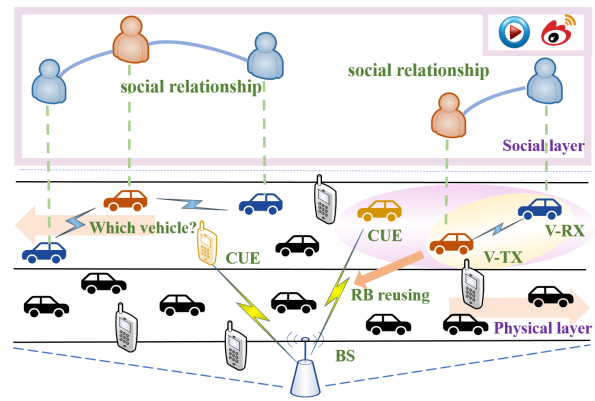 social relationship
social relationship
Social layer
Which vehicle?
CUE
CUE
V-RX
V-TX
RB reusing
Physical layer
BS